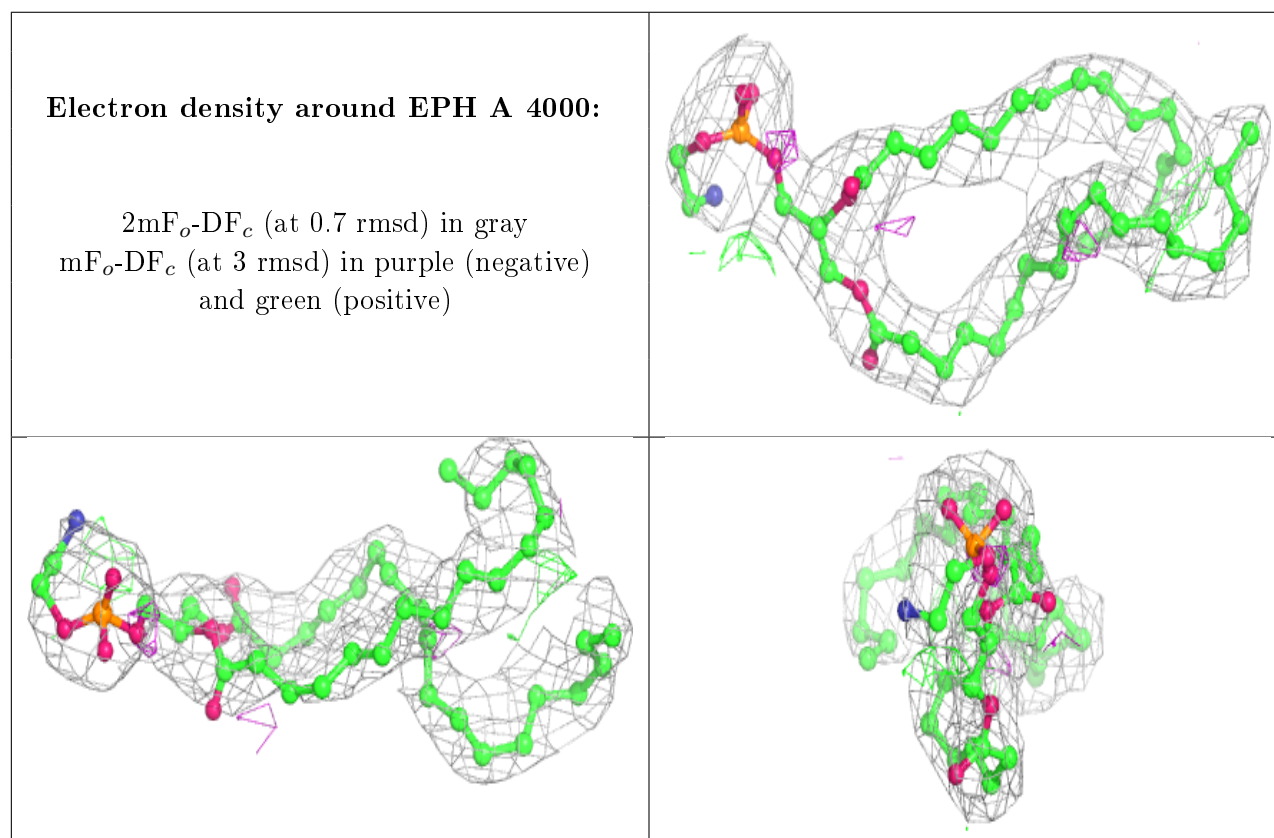 Electron density around EPH A 4000:
2mFo-DFc (at 0.7 rmsd) in gray
mFo-DFc (at 3 rmsd) in purple (negative)
and green (positive)